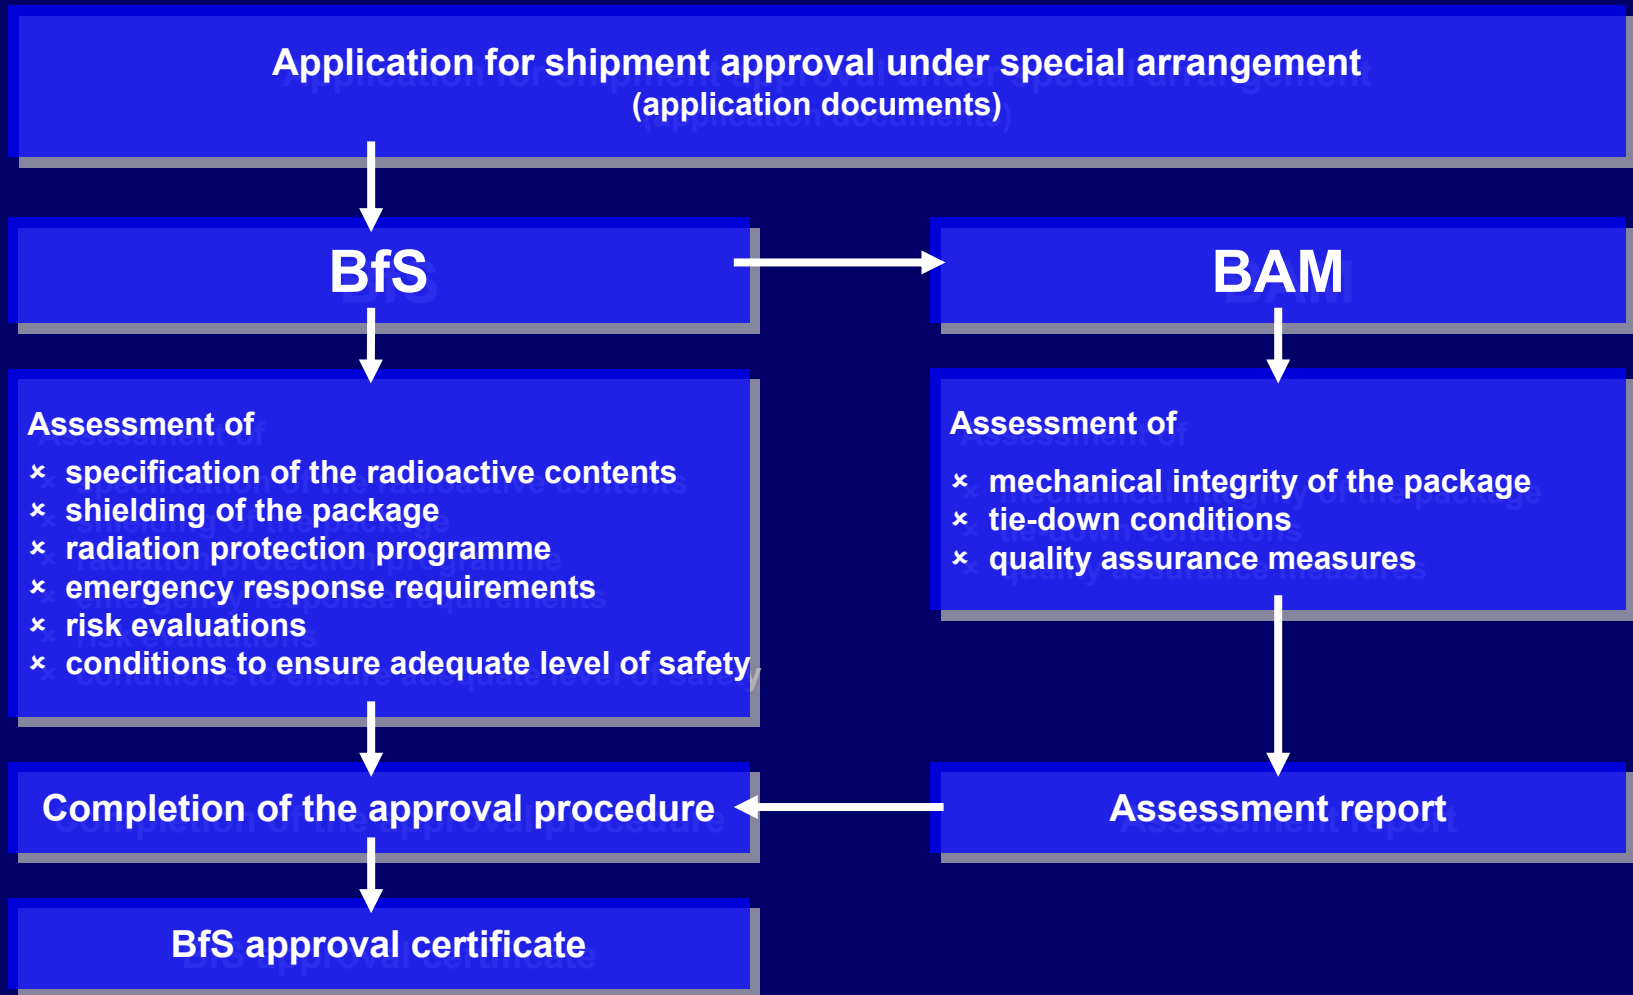 Application for shipment approval under special arrangement
(application documents)
BfS
BAM
Assessment of
× specification of the radioactive contents
× shielding of the package
× radiation protection programme
× emergency response requirements
× risk evaluations
× conditions to ensure adequate level of safety
Assessment of
× mechanical integrity of the package
× tie-down conditions
× quality assurance measures
Completion of the approval procedure
Assessment report
BfS approval certificate